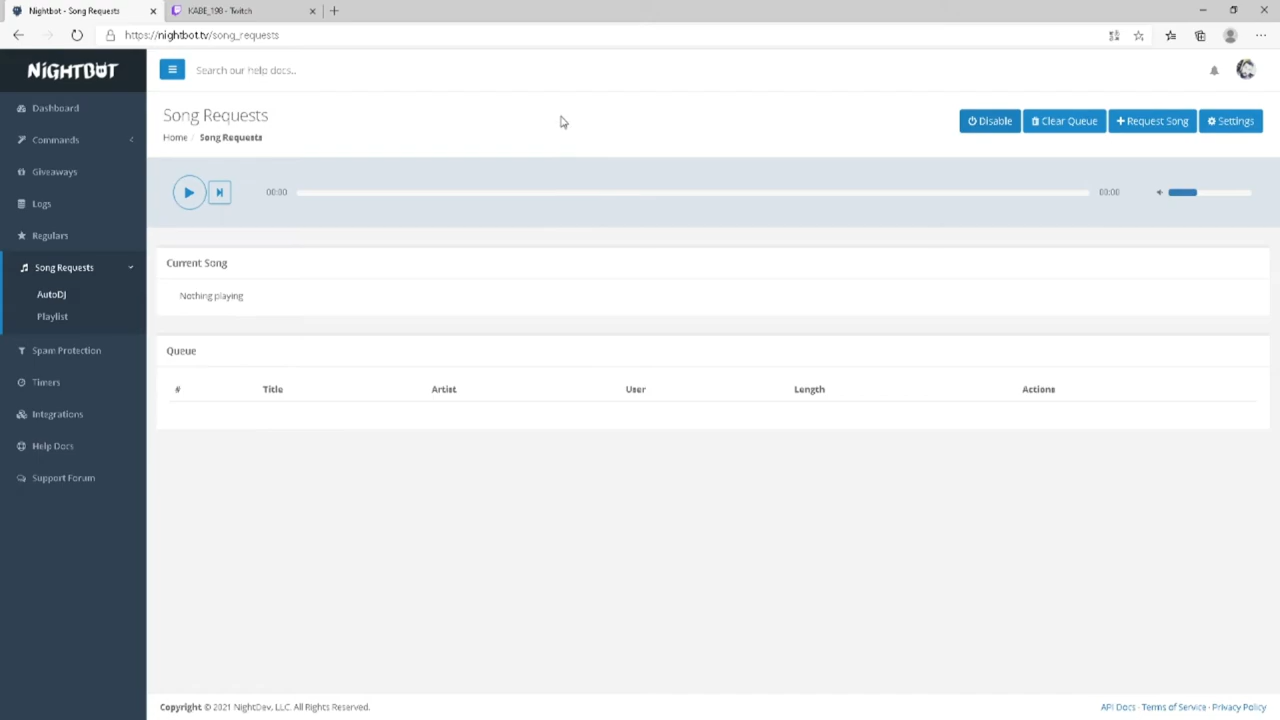 Nightbot - Song Requests
KABE_198 - Twitch
https://nightbot.tv/song_requests
NiGHTBOT
Search our help docs..
Dashboard
Commands
Giveaways
Logs
Regulars
Song Requests
AutoDJ
Playlist
Spam Protection
Timers
Integrations
Help Docs
Support Forum
Song Requests
Home / Song Requests
Disable
Clear Queue
Request Song
Settings
00:00
00:00
Current Song
Nothing playing
Queue
# Title Artist User Length Actions
Copyright © 2021 NightDev, LLC. All Rights Reserved.
API Docs - Terms of Service - Privacy Policy